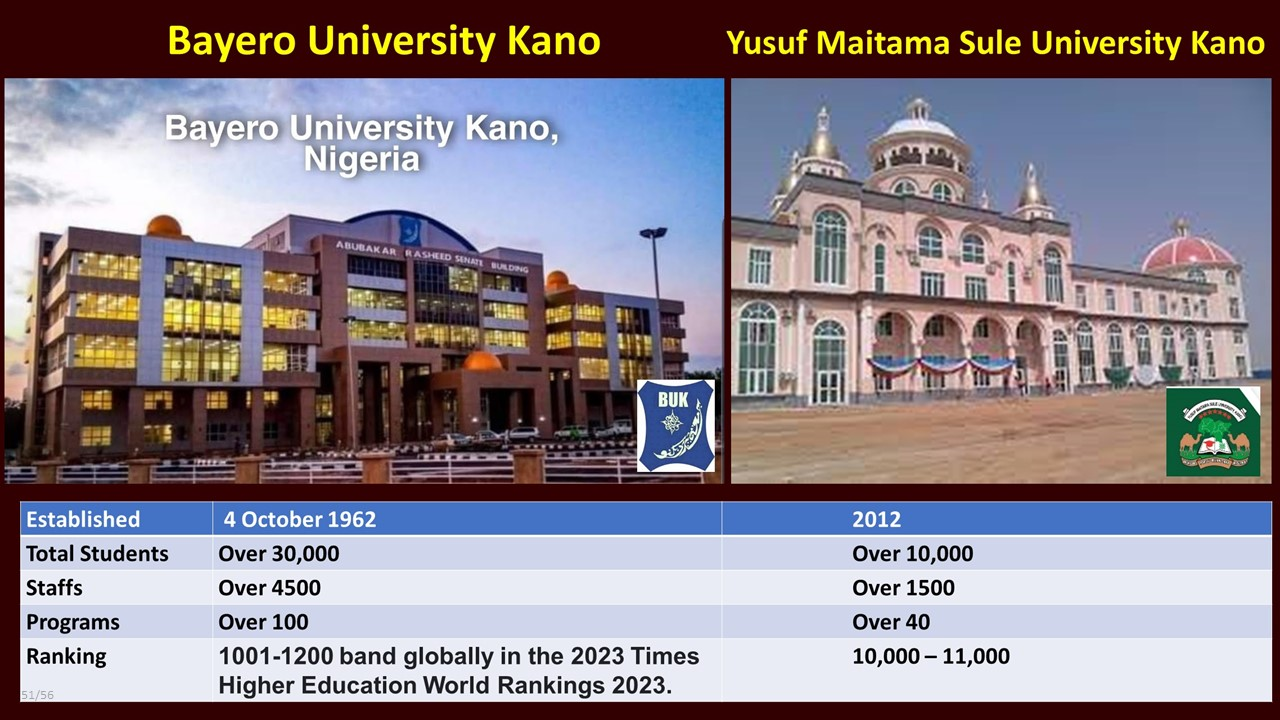 Bayero University Kano
Yusuf Maitama Sule University Kano
Bayero University Kano,
Nigeria
ABUBAKAR RASHEED SENATE BUILDING
BUK
Established 4 October 1962 2012
Total Students Over 30,000 Over 10,000
Staffs Over 4500 Over 1500
Programs Over 100 Over 40
Ranking 1001-1200 band globally in the 2023 Times 10,000 – 11,000
Higher Education World Rankings 2023.
51/56